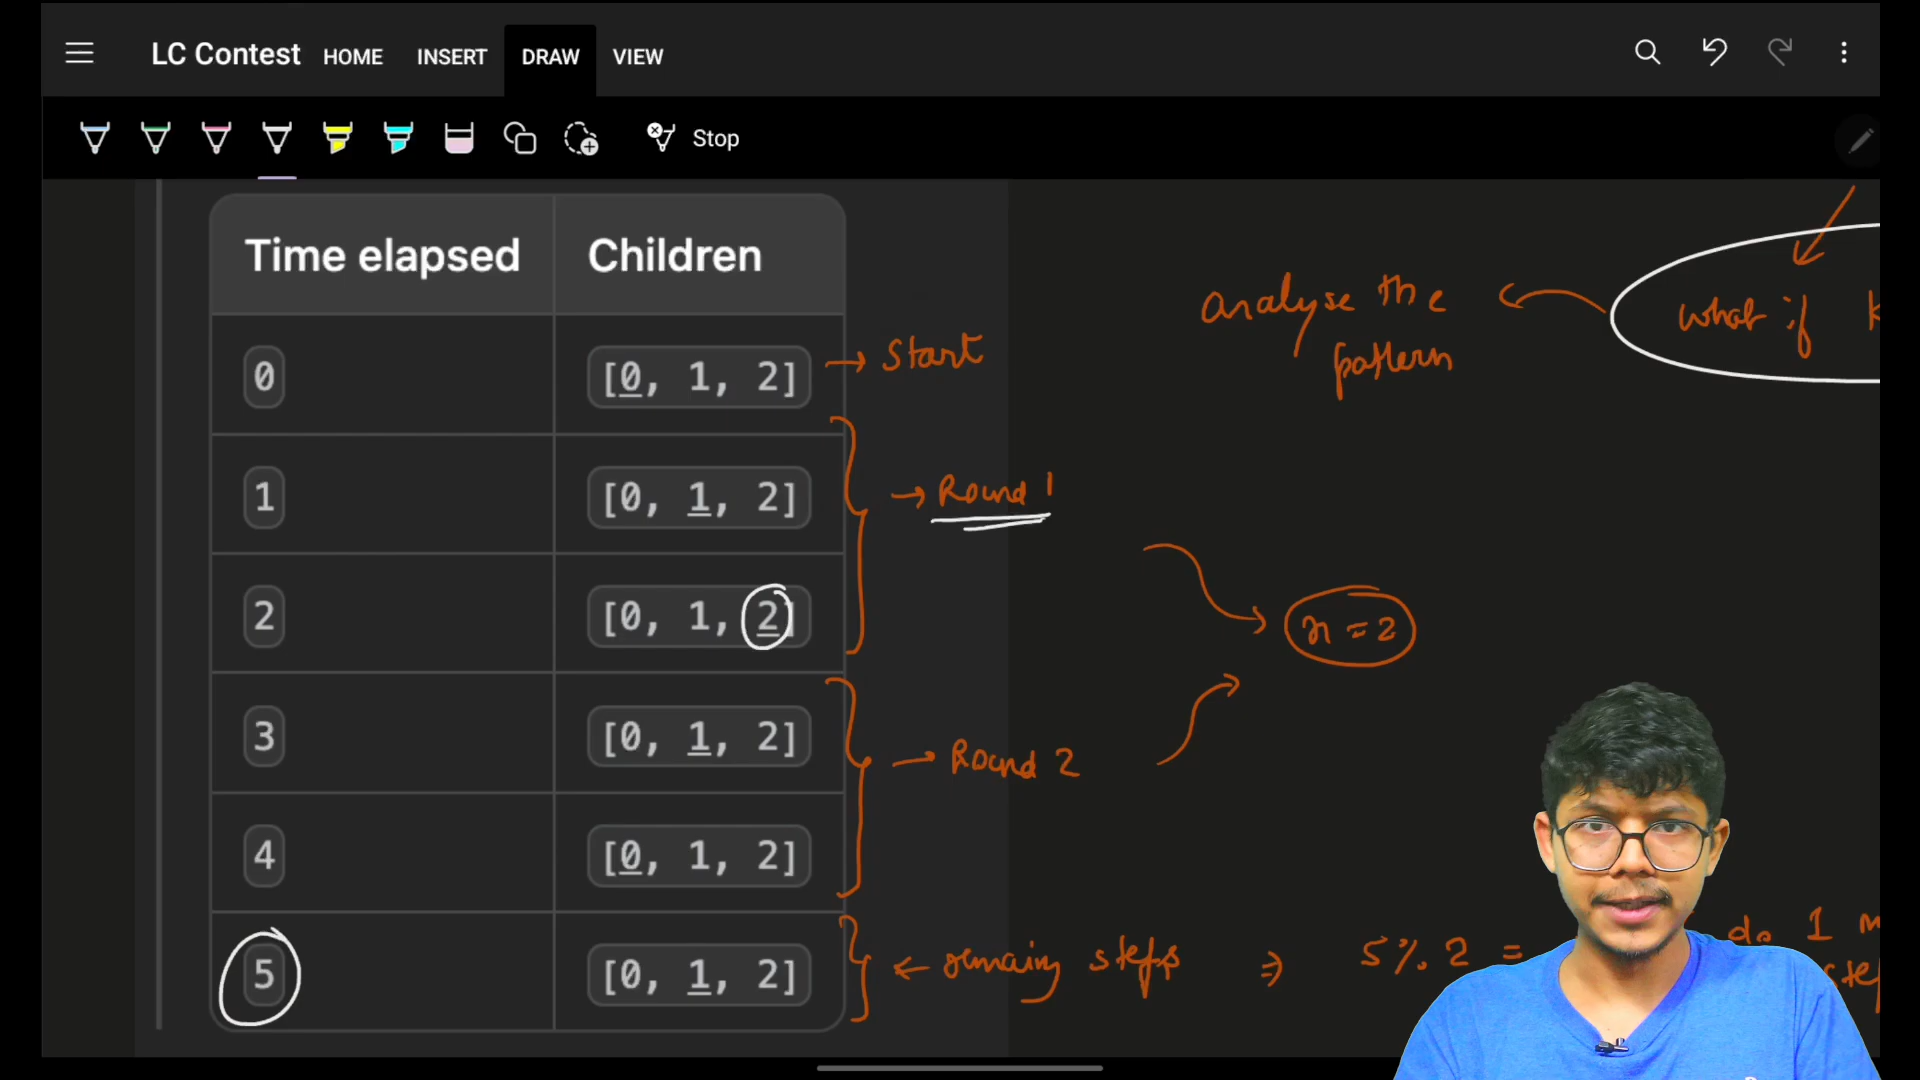 LC Contest HOME INSERT DRAW VIEW
Stop
Time elapsed Children
0 [0, 1, 2] → Start
1 [0, 1, 2]
2 [0, 1, 2]
3 [0, 1, 2]
4 [0, 1, 2]
5 [0, 1, 2]
→ Round 1
→ Round 2
← remaing steps ⇒ 5 % 2 =
do 1
analyse the
pattern
what if
n = 2